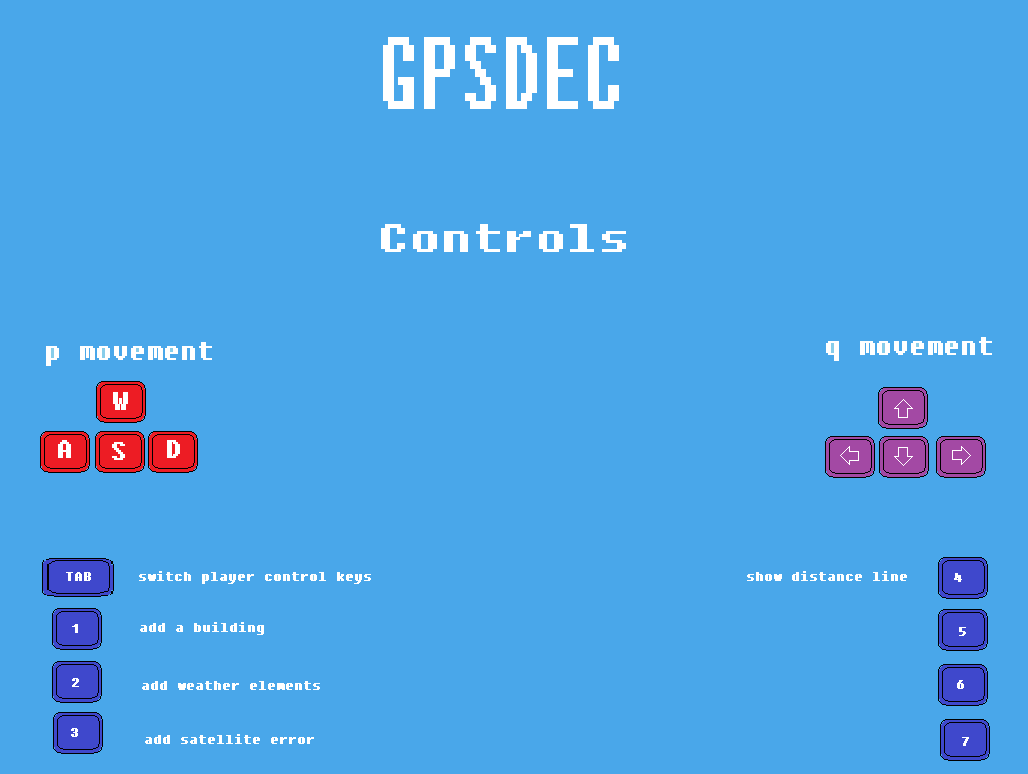 GPSDEC
Controls
p movement
q movement
W
A S D
TAB switch player control keys
show distance line 4
1 add a building
5
2 add weather elements
6
3 add satellite error
7